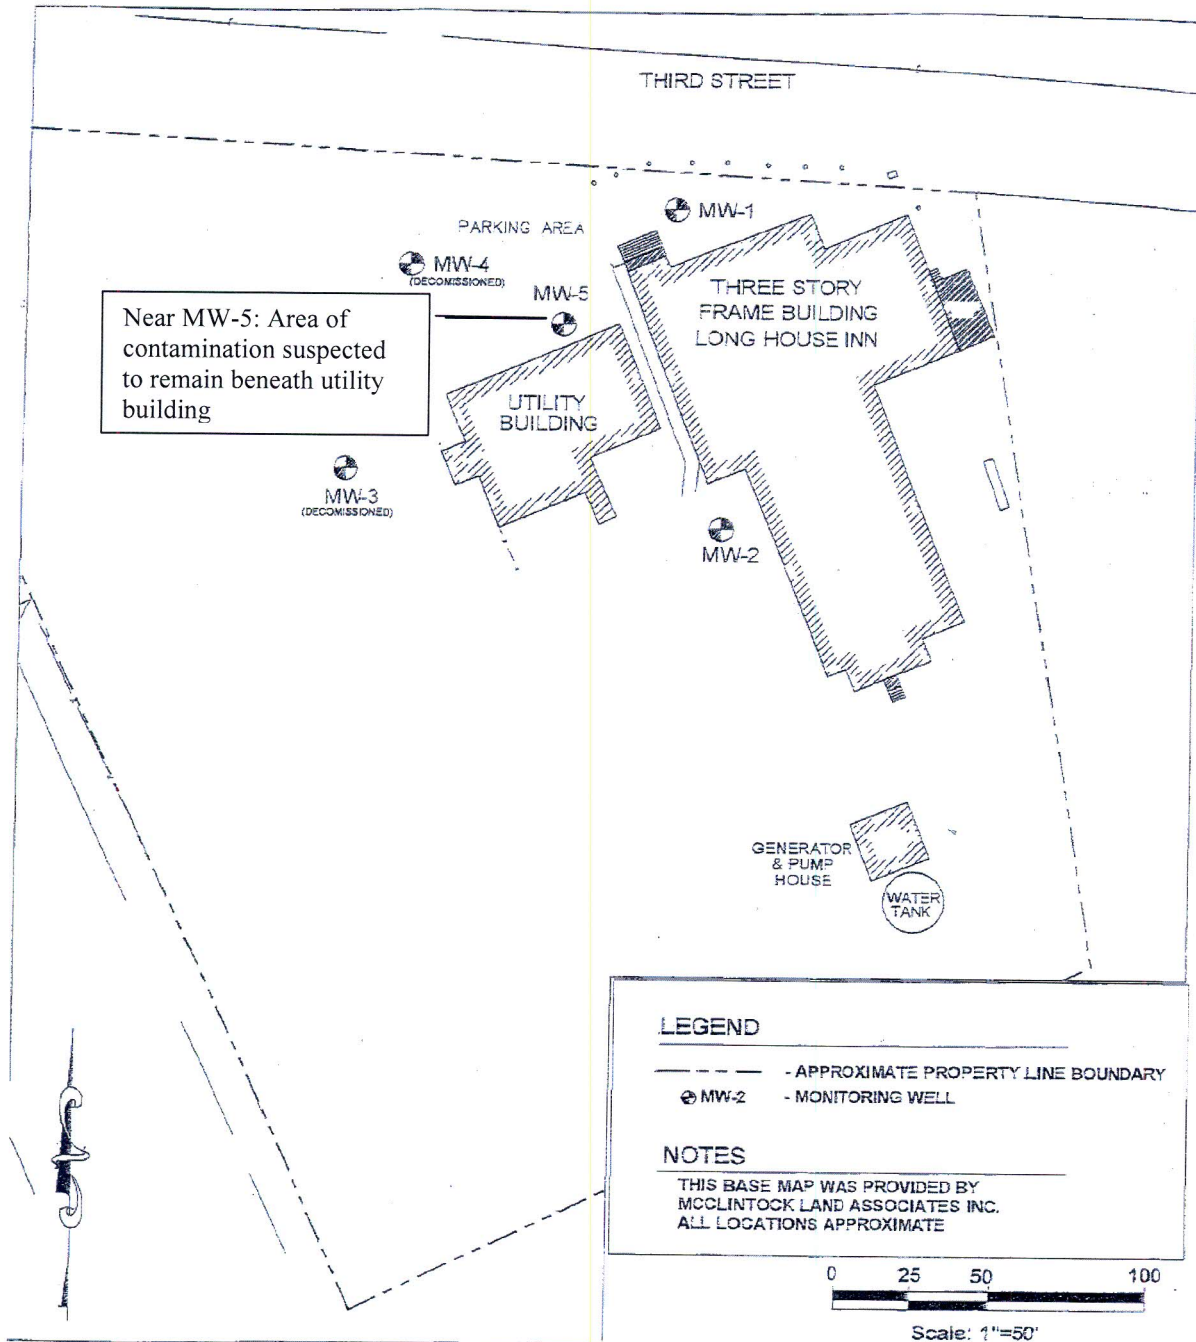 THIRD STREET
MW-1
PARKING AREA
MW-4
(DECOMISSIONED)
MW-5
THREE STORY
FRAME BUILDING
LONG HOUSE INN
Near MW-5: Area of
contamination suspected
to remain beneath utility
building
UTILITY
BUILDING
MW-3
(DECOMISSIONED)
MW-2
GENERATOR
& PUMP
HOUSE
WATER
TANK
LEGEND
- APPROXIMATE PROPERTY LINE BOUNDARY
MW-2 - MONITORING WELL
NOTES
THIS BASE MAP WAS PROVIDED BY
MCCLINTOCK LAND ASSOCIATES INC.
ALL LOCATIONS APPROXIMATE
0 25 50 100
Scale: 1"=50'